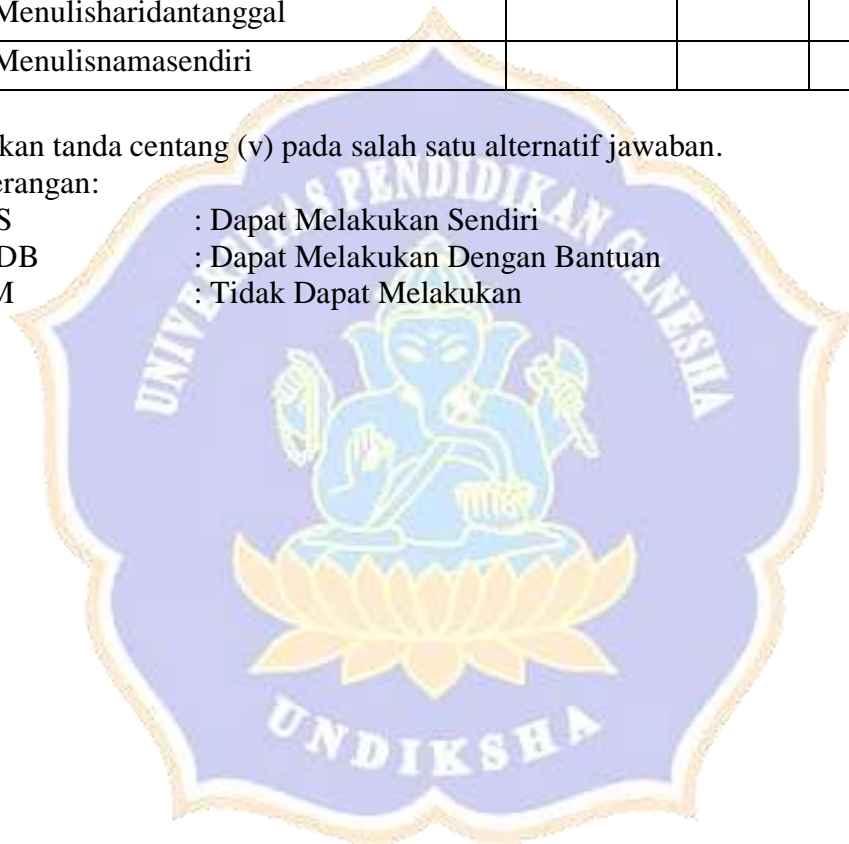 Menulisharidantanggal
Menulisnamasendiri
kan tanda centang (v) pada salah satu alternatif jawaban.
erangan:
S : Dapat Melakukan Sendiri
DB : Dapat Melakukan Dengan Bantuan
M : Tidak Dapat Melakukan
UNIVERSITAS PENDIDIKAN GANESHA
UNDIKSHA